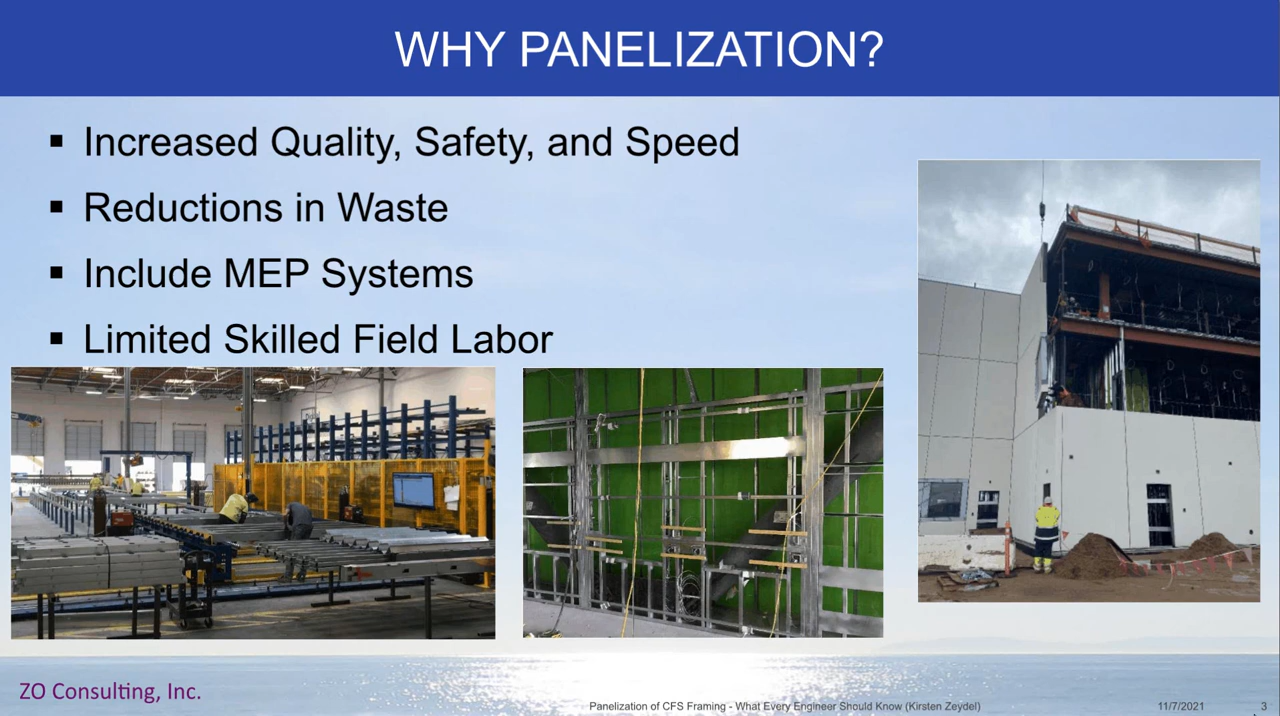 WHY PANELIZATION?
▪ Increased Quality, Safety, and Speed
▪ Reductions in Waste
▪ Include MEP Systems
▪ Limited Skilled Field Labor
ZO Consulting, Inc.
Panelization of CFS Framing - What Every Engineer Should Know (Kirsten Zeydel)
11/7/2021
3